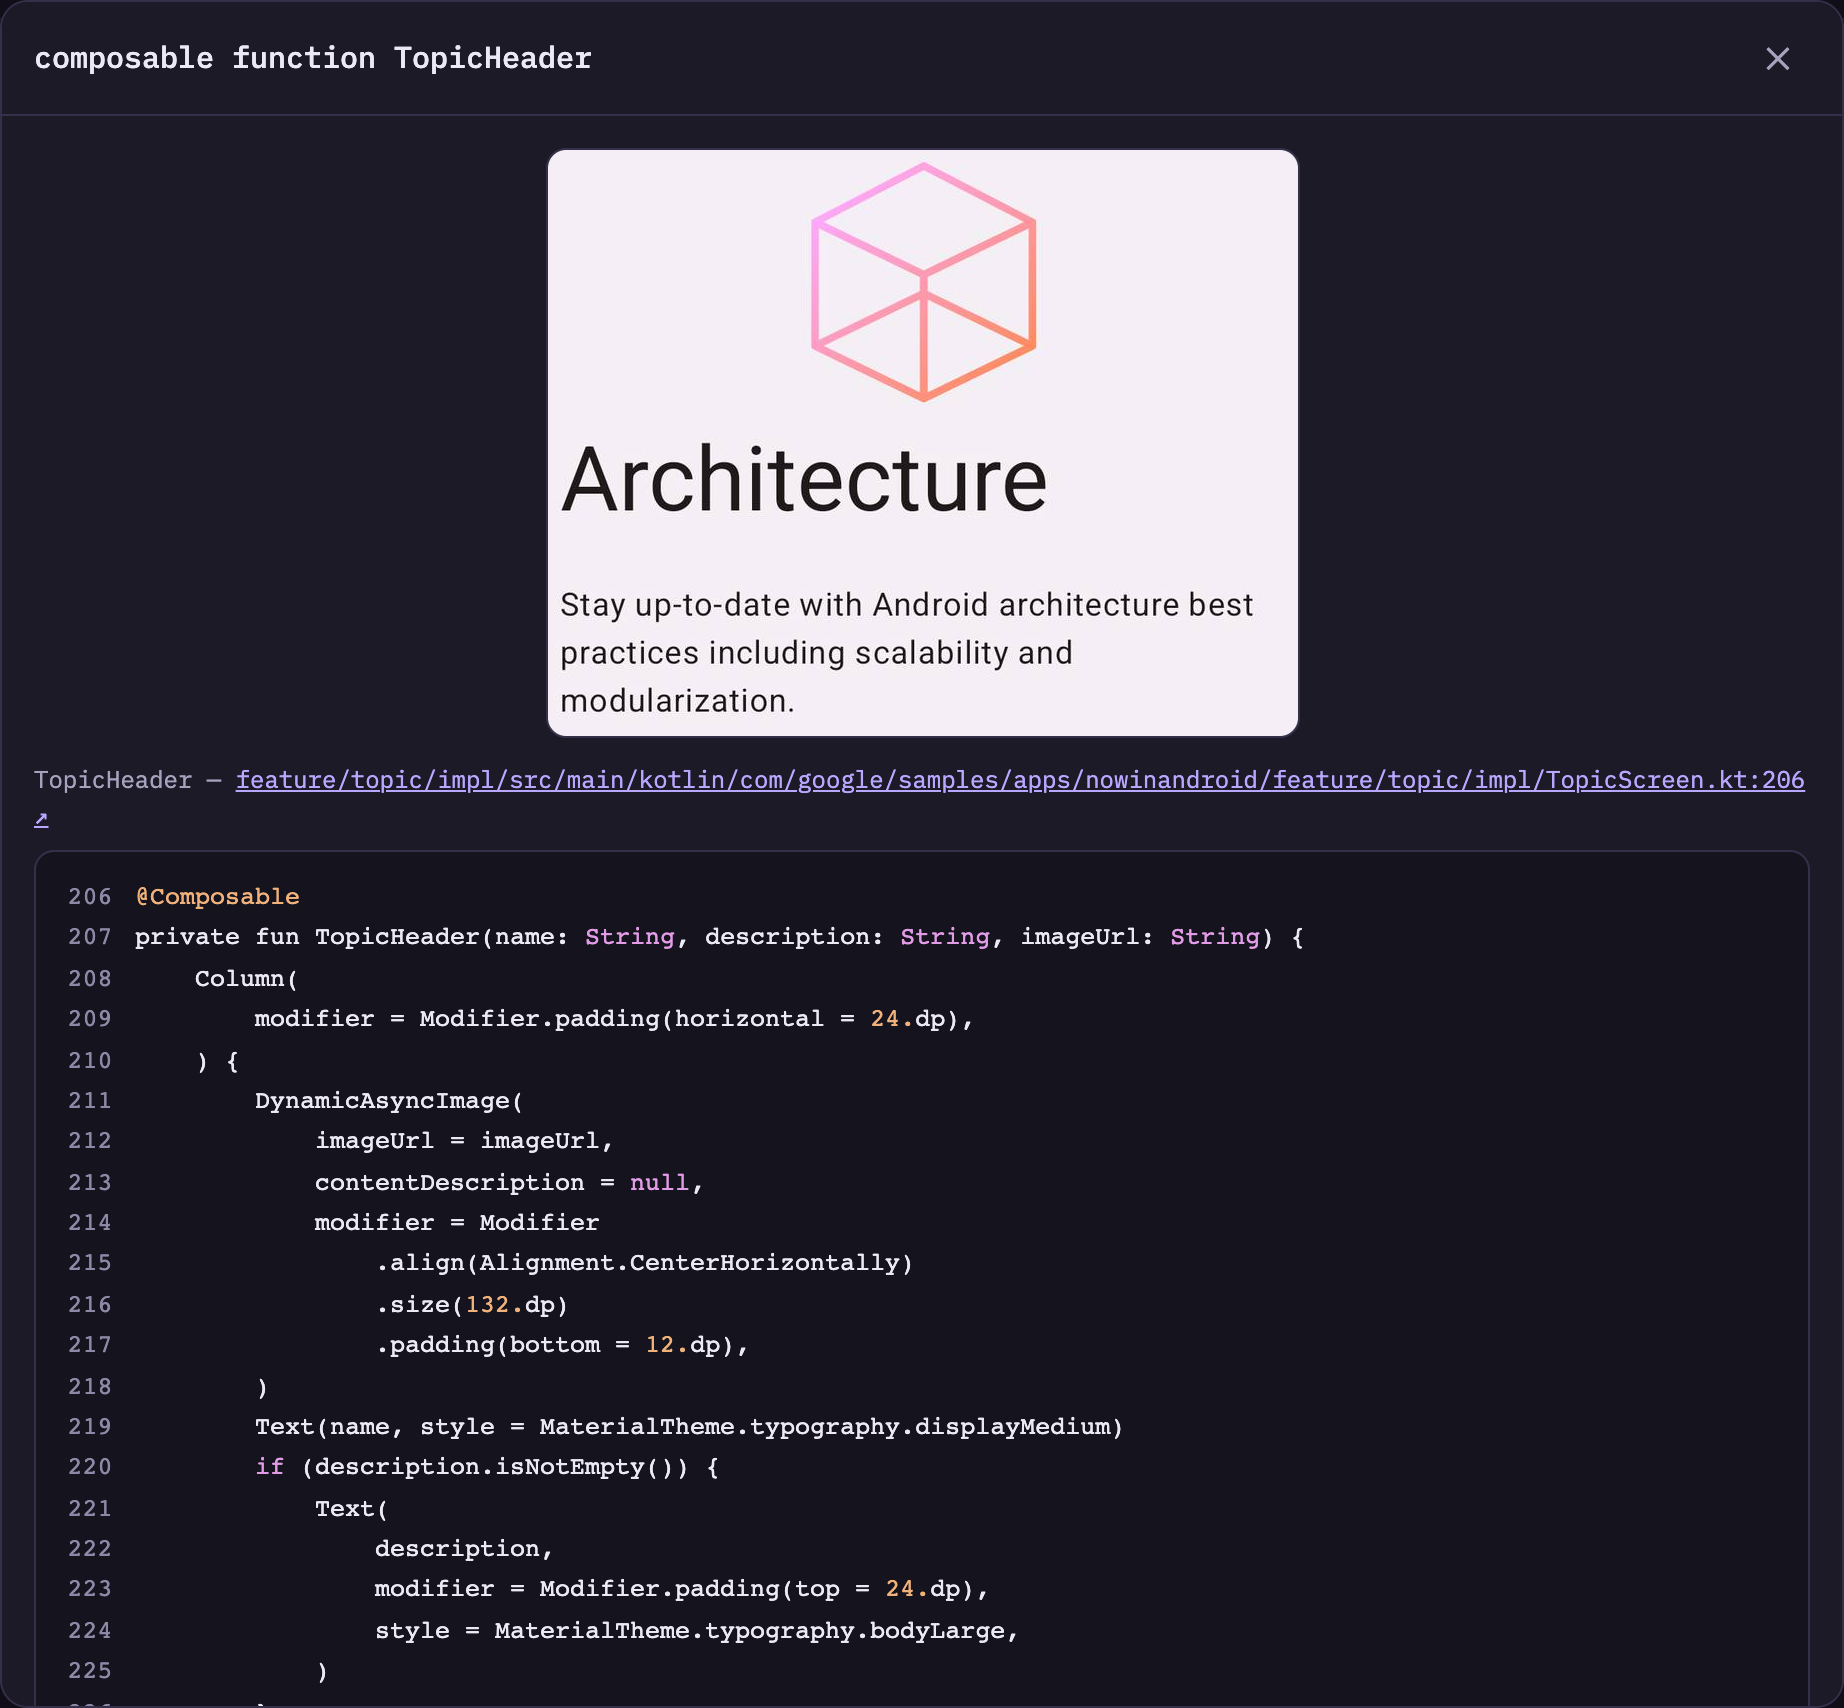 composable function TopicHeader
Architecture
Stay up-to-date with Android architecture best
practices including scalability and
modularization.
TopicHeader — feature/topic/impl/src/main/kotlin/com/google/samples/apps/nowinandroid/feature/topic/impl/TopicScreen.kt:206
↗
206 @Composable
207 private fun TopicHeader(name: String, description: String, imageUrl: String) {
208     Column(
209         modifier = Modifier.padding(horizontal = 24.dp),
210     ) {
211         DynamicAsyncImage(
212             imageUrl = imageUrl,
213             contentDescription = null,
214             modifier = Modifier
215                 .align(Alignment.CenterHorizontally)
216                 .size(132.dp)
217                 .padding(bottom = 12.dp),
218         )
219         Text(name, style = MaterialTheme.typography.displayMedium)
220         if (description.isNotEmpty()) {
221             Text(
222                 description,
223                 modifier = Modifier.padding(top = 24.dp),
224                 style = MaterialTheme.typography.bodyLarge,
225             )